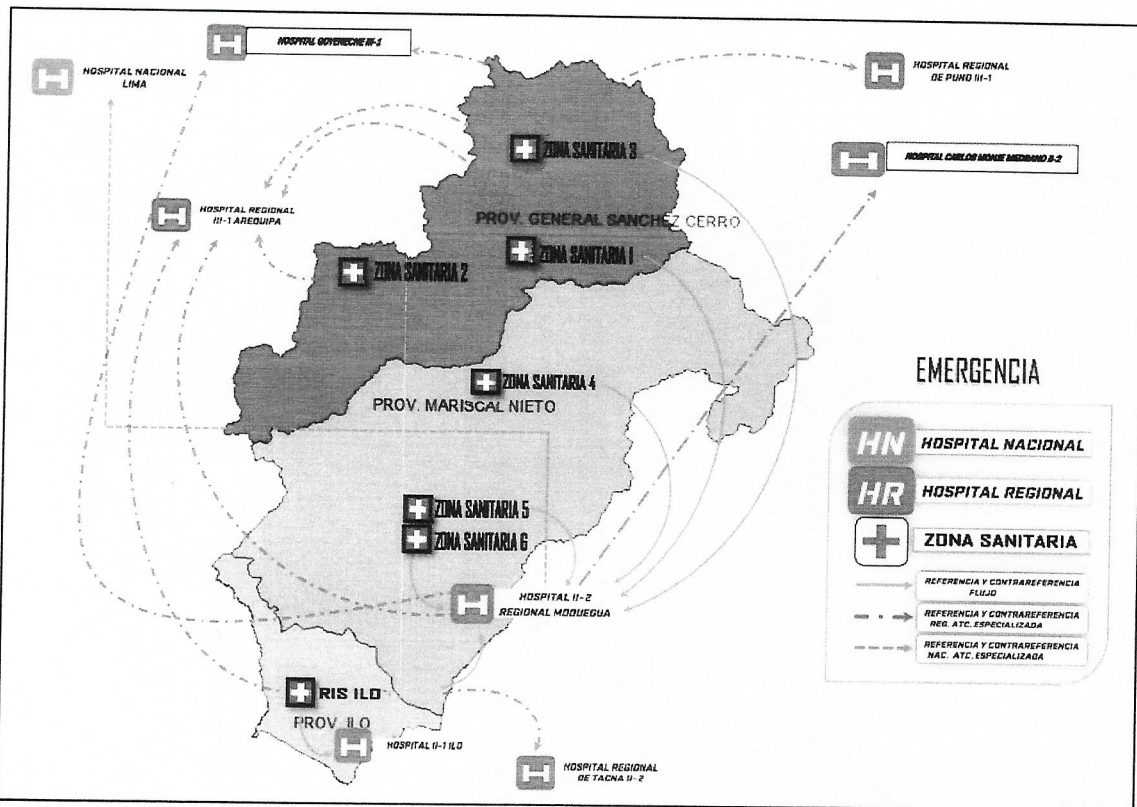 HOSPITAL GOYENECHE III-1
HOSPITAL NACIONAL
LIMA
HOSPITAL REGIONAL
DE PUNO III-1
ZONA SANITARIA 3
HOSPITAL CARLOS MONJE MEDRANO II-2
HOSPITAL REGIONAL
III-1 AREQUIPA
PROV. GENERAL SANCHEZ CERRO
ZONA SANITARIA 1
ZONA SANITARIA 2
ZONA SANITARIA 4
PROV. MARISCAL NIETO
ZONA SANITARIA 5
ZONA SANITARIA 6
HOSPITAL II-2
REGIONAL MOQUEGUA
RIS ILO
PROV. ILO
HOSPITAL II-1 ILO
HOSPITAL REGIONAL
DE TACNA II-2
EMERGENCIA
HN HOSPITAL NACIONAL
HR HOSPITAL REGIONAL
ZONA SANITARIA
REFERENCIA Y CONTRAREFERENCIA
FLUJO
REFERENCIA Y CONTRAREFERENCIA
REG. ATC. ESPECIALIZADA
REFERENCIA Y CONTRAREFERENCIA
NAC. ATC. ESPECIALIZADA